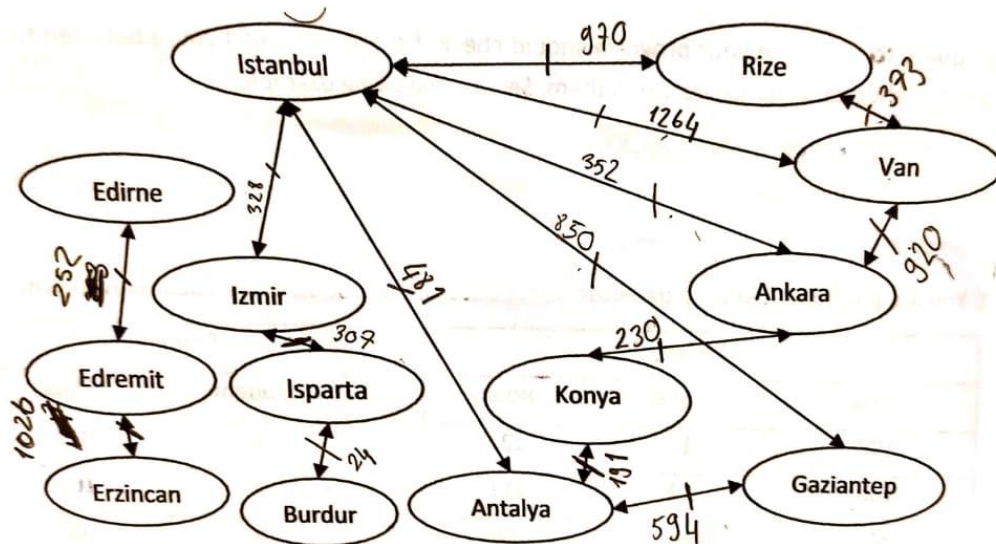 970
Istanbul
Rize
373
1264
Van
352
Edirne
328
850
920
252
481
Izmir
Ankara
307
230
Edremit
Isparta
Konya
1026
24
191
Erzincan
Burdur
Antalya
594
Gaziantep